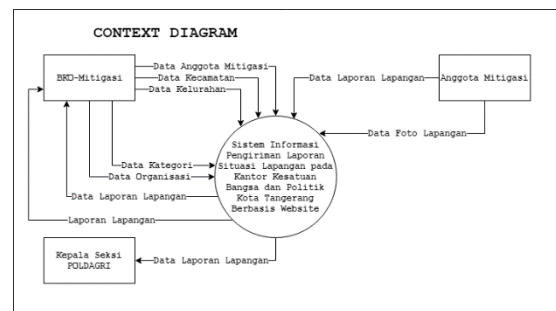 CONTEXT DIAGRAM
BKO-Mitigasi
Data Anggota Mitigasi
Data Kecamatan
Data Kelurahan
Data Laporan Lapangan
Anggota Mitigasi
Data Foto Lapangan
Sistem Informasi
Pengiriman Laporan
Situasi Lapangan pada
Kantor Kesatuan
Bangsa dan Politik
Kota Tangerang
Berbasis Website
Data Kategori
Data Organisasi
Data Laporan Lapangan
Laporan Lapangan
Kepala Seksi
POLDAGRI
Data Laporan Lapangan